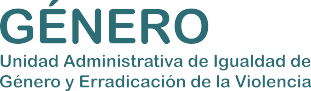 GÉNERO
Unidad Administrativa de Igualdad de
Género y Erradicación de la Violencia